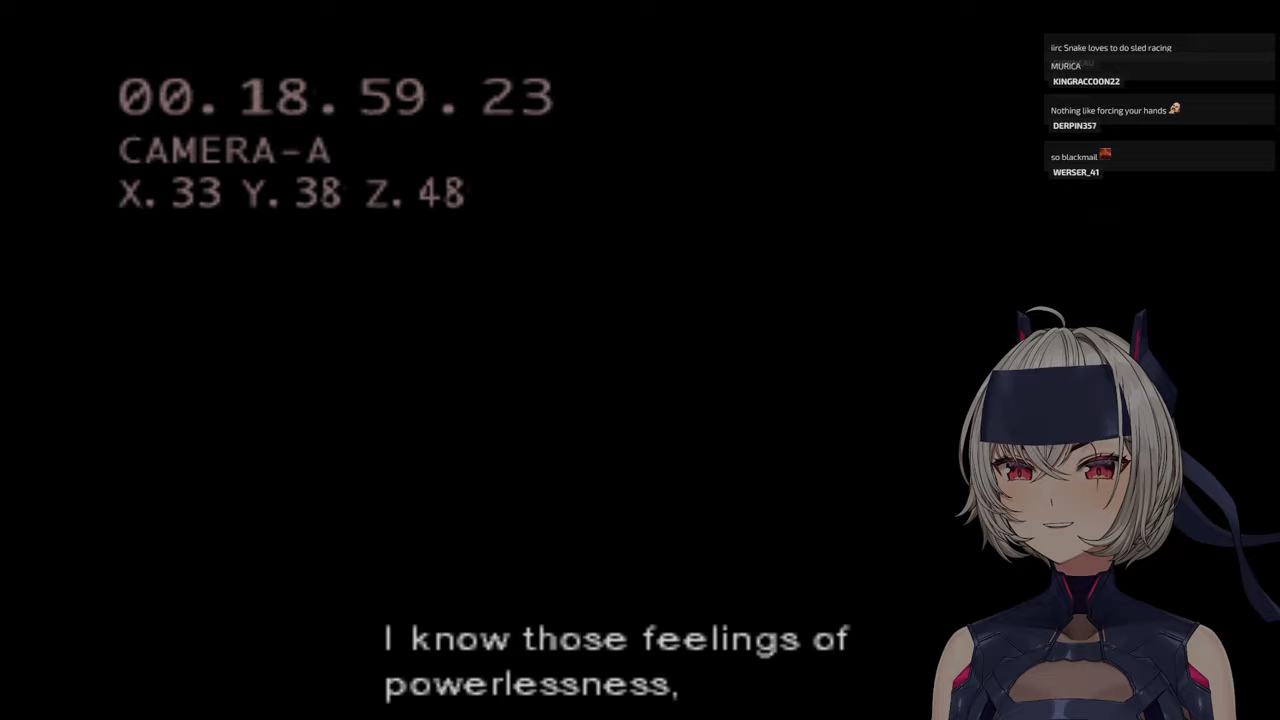 00.18.59.23
CAMERA-A
X.33 Y.38 Z.48
iirc Snake loves to do sled racing
MURICA
KINGRACCOON22
Nothing like forcing your hands
DERPIN357
so blackmail
WERSER_41
I know those feelings of
powerlessness,